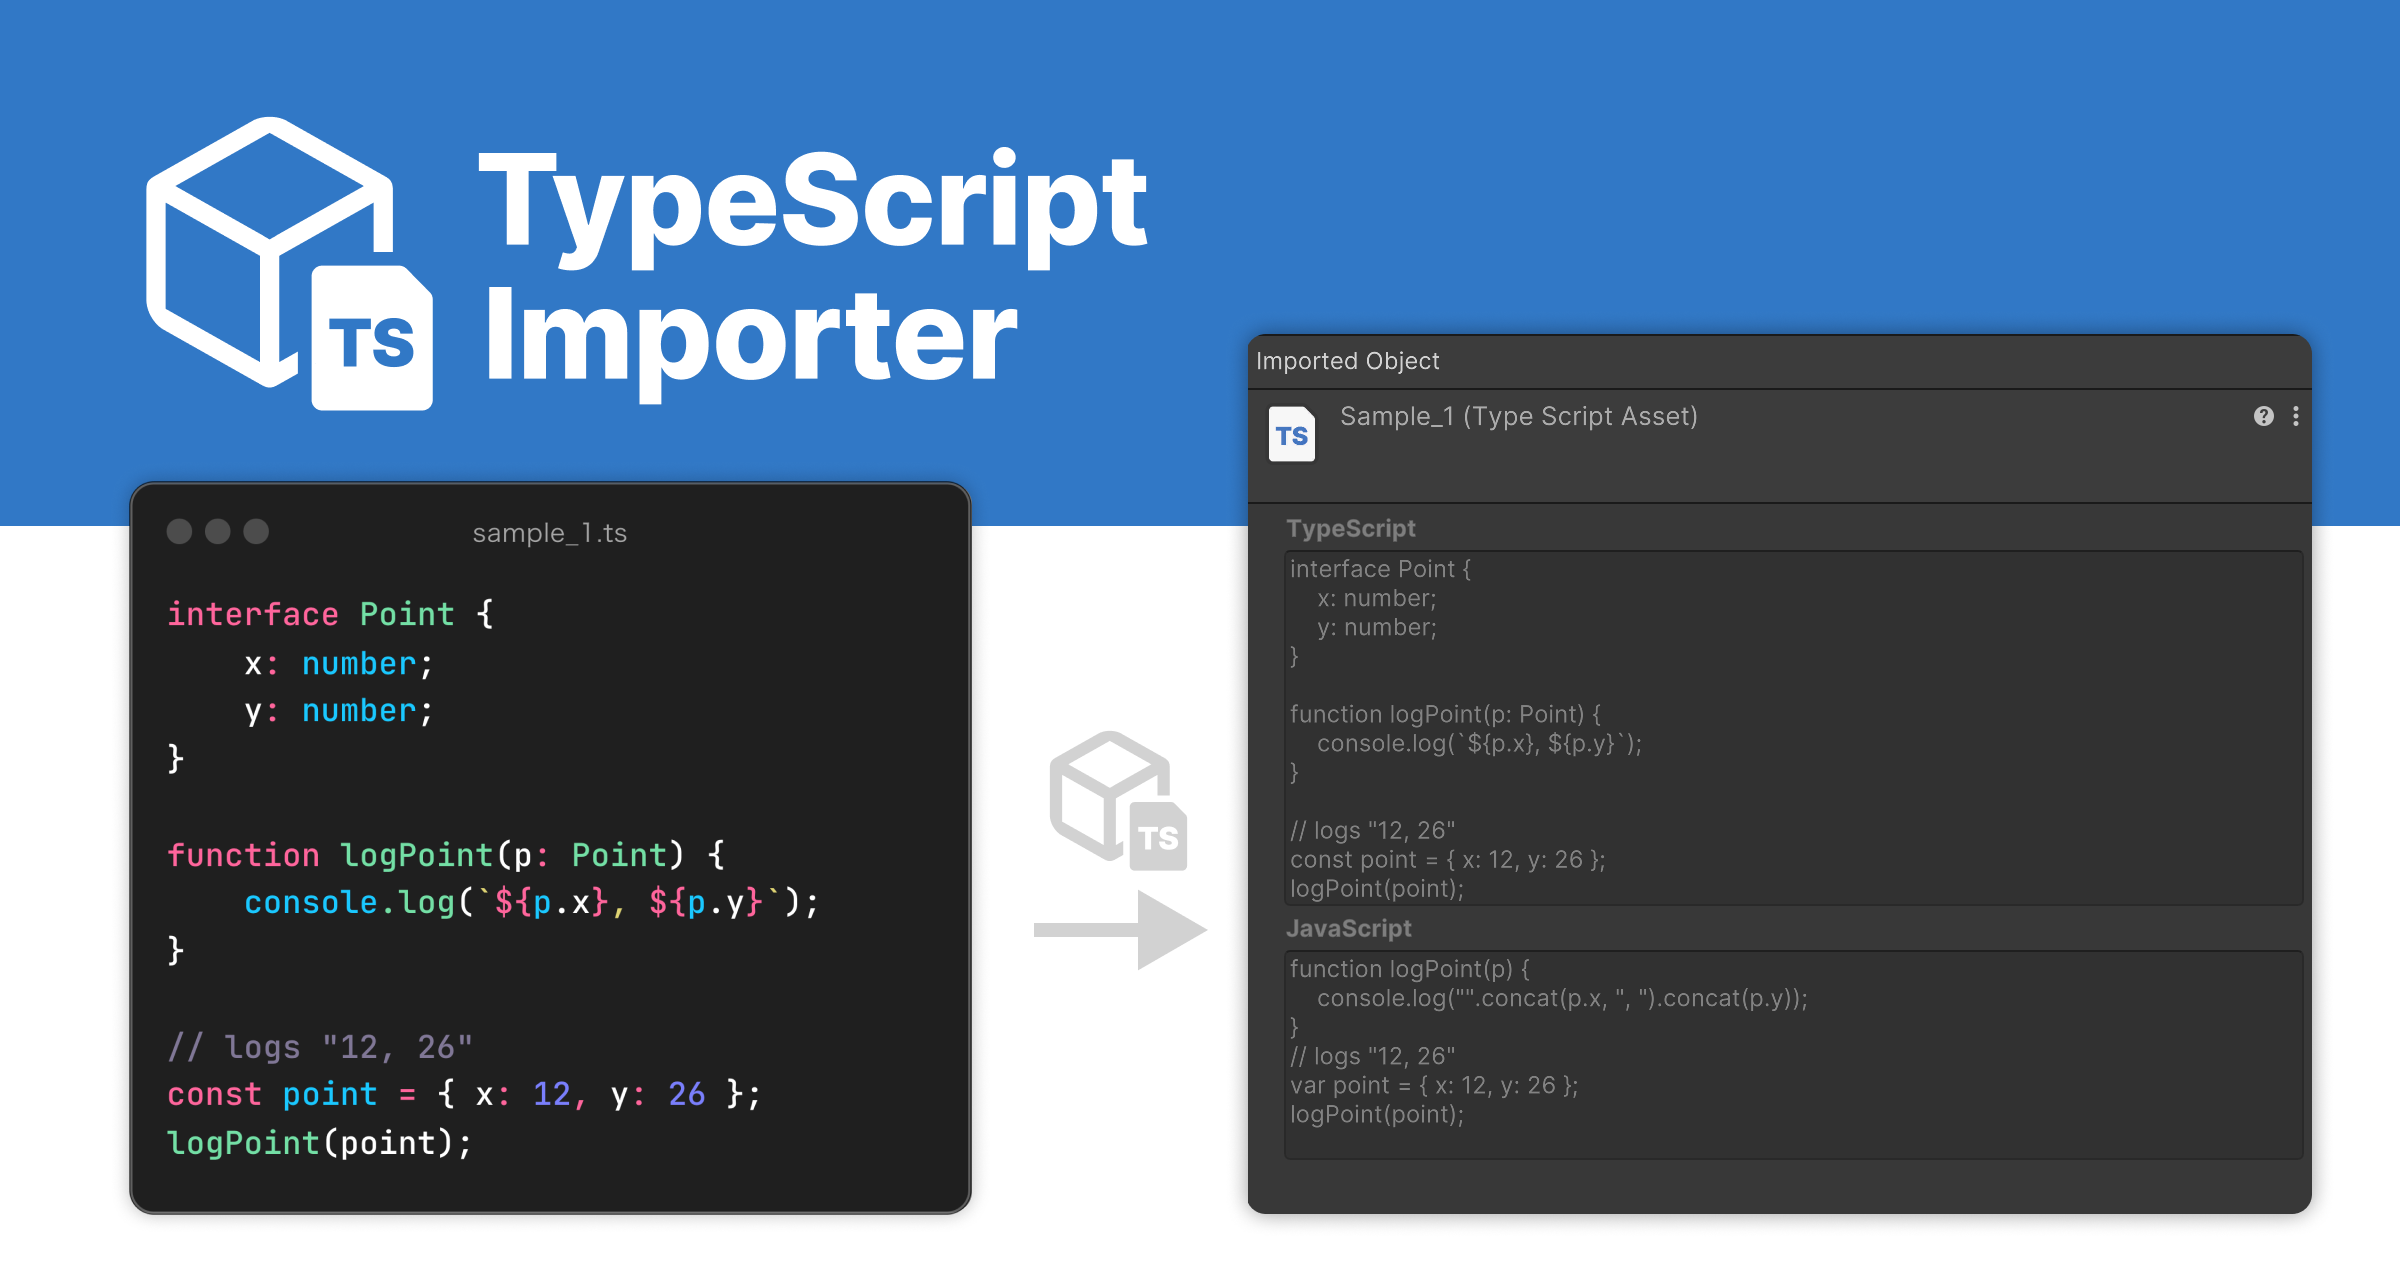 TypeScript
Importer
TS
sample_1.ts
interface Point {
    x: number;
    y: number;
}
function logPoint(p: Point) {
    console.log(`${p.x}, ${p.y}`);
}
// logs "12, 26"
const point = { x: 12, y: 26 };
logPoint(point);
TS
Imported Object
TS
Sample_1 (Type Script Asset)
?
TypeScript
interface Point {
    x: number;
    y: number;
}
function logPoint(p: Point) {
    console.log(`${p.x}, ${p.y}`);
}
// logs "12, 26"
const point = { x: 12, y: 26 };
logPoint(point);
JavaScript
function logPoint(p) {
    console.log("".concat(p.x, ", ").concat(p.y));
}
// logs "12, 26"
var point = { x: 12, y: 26 };
logPoint(point);